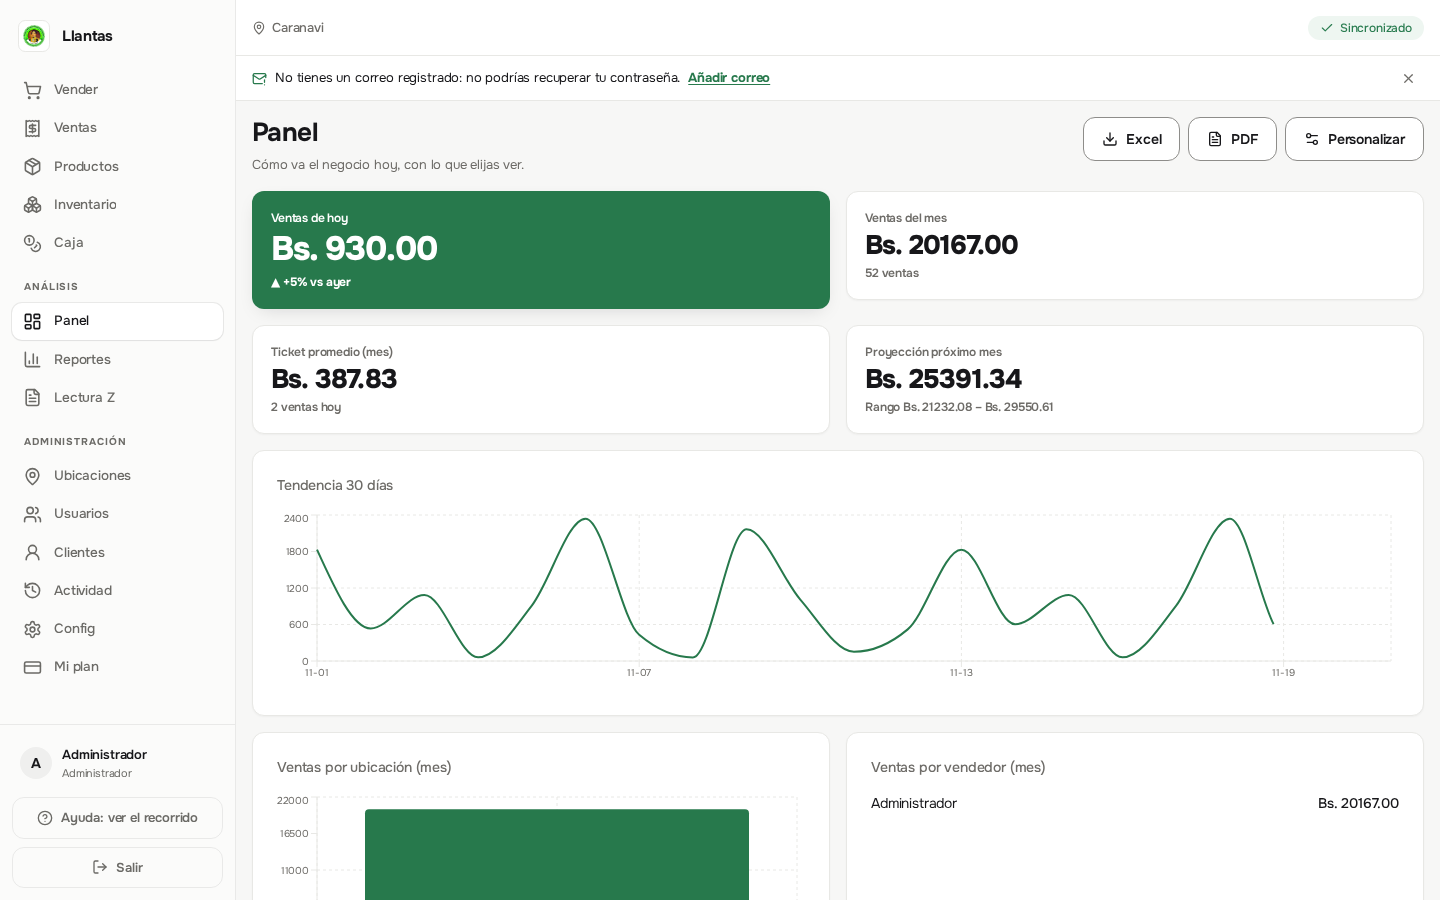 Llantas
Vender
Ventas
Productos
Inventario
Caja
ANÁLISIS
Panel
Reportes
Lectura Z
ADMINISTRACIÓN
Ubicaciones
Usuarios
Clientes
Actividad
Config
Mi plan
A
Administrador
Administrador
Ayuda: ver el recorrido
Salir
Caranavi
Sincronizado
No tienes un correo registrado: no podrías recuperar tu contraseña. Añadir correo
Panel
Cómo va el negocio hoy, con lo que elijas ver.
Excel
PDF
Personalizar
Ventas de hoy
Bs. 930.00
▲ +5% vs ayer
Ventas del mes
Bs. 20167.00
52 ventas
Ticket promedio (mes)
Bs. 387.83
2 ventas hoy
Proyección próximo mes
Bs. 25391.34
Rango Bs. 21232.08 – Bs. 29550.61
Tendencia 30 días
2400
1800
1200
600
0
11-01 11-07 11-13 11-19
Ventas por ubicación (mes)
22000
16500
11000
Ventas por vendedor (mes)
Administrador Bs. 20167.00